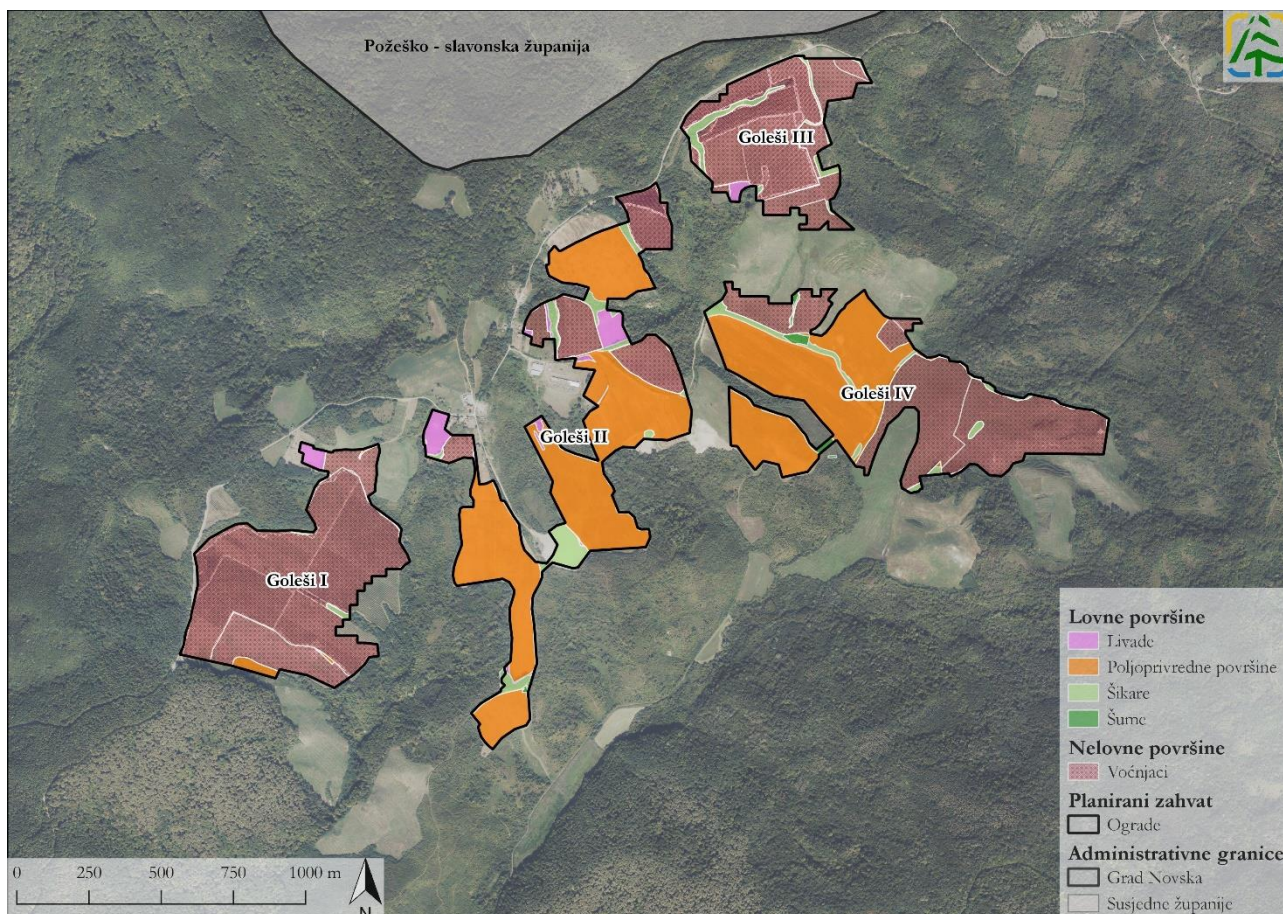 Požeško - slavonska županija
Goleši III
Goleši IV
Goleši II
Goleši I
Lovne površine
Livade
Poljoprivredne površine
Šikare
Šume
Nelovne površine
Voćnjaci
Planirani zahvat
Ograde
Administrativne granice
Grad Novska
Susjedne županije
0 250 500 750 1000 m
N